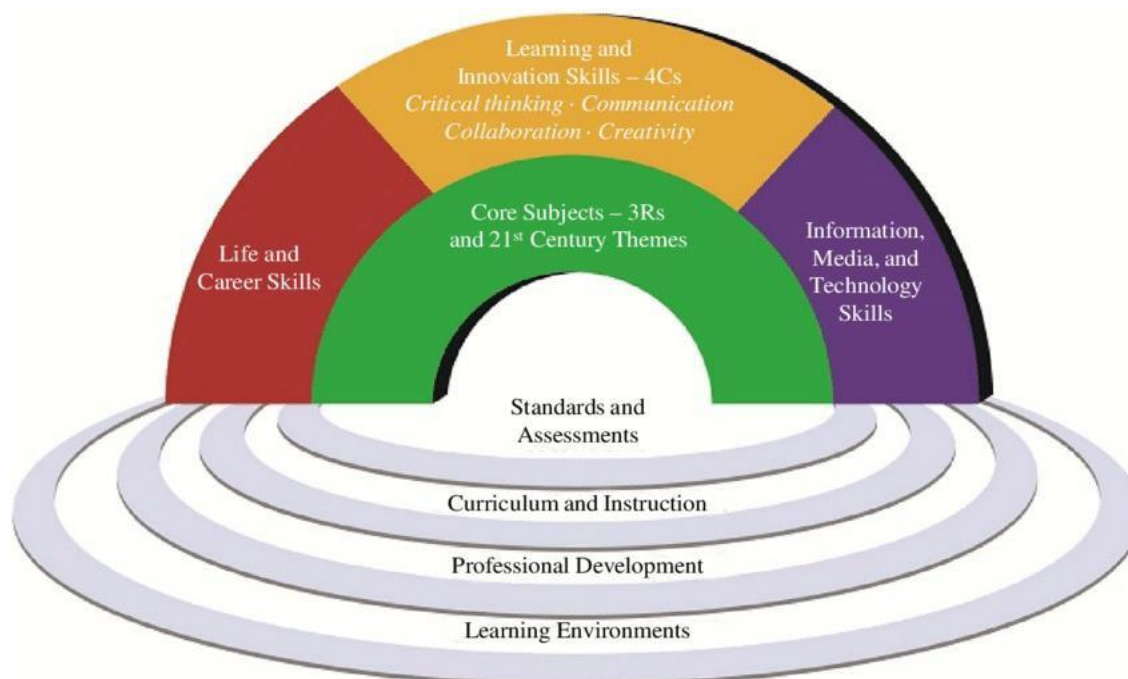 Learning and
Innovation Skills – 4Cs
Critical thinking · Communication
Collaboration · Creativity
Core Subjects – 3Rs
and 21st Century Themes
Life and
Career Skills
Information,
Media, and
Technology
Skills
Standards and
Assessments
Curriculum and Instruction
Professional Development
Learning Environments